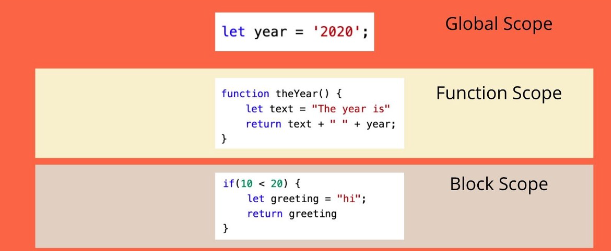 let year = '2020';
Global Scope
function theYear() {
let text = "The year is"
return text + " " + year;
}
Function Scope
if(10 < 20) {
let greeting = "hi";
return greeting
}
Block Scope